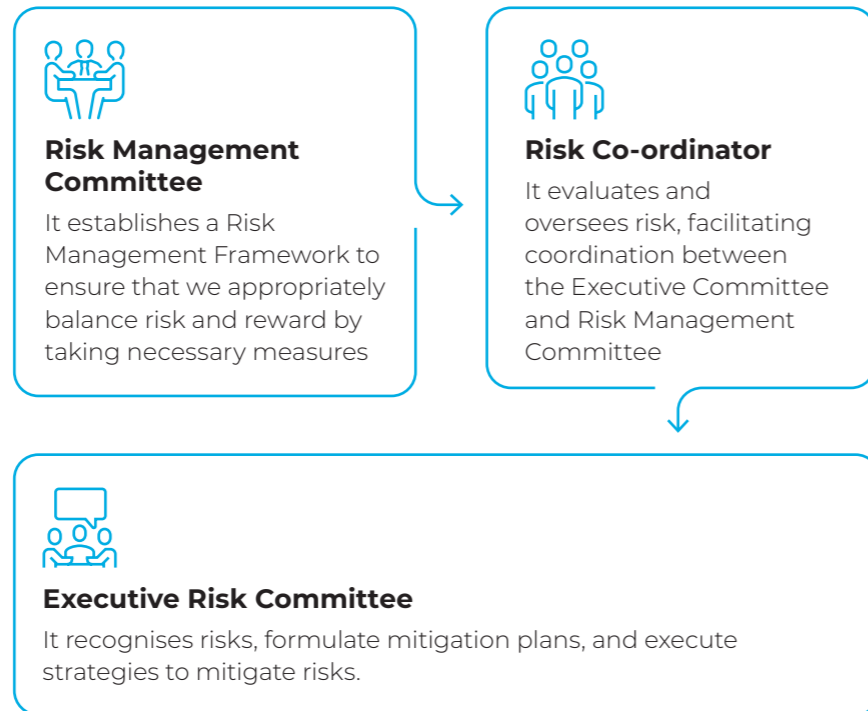 Risk Management
Committee
It establishes a Risk
Management Framework to
ensure that we appropriately
balance risk and reward by
taking necessary measures
Risk Co-ordinator
It evaluates and
oversees risk, facilitating
coordination between
the Executive Committee
and Risk Management
Committee
Executive Risk Committee
It recognises risks, formulate mitigation plans, and execute
strategies to mitigate risks.